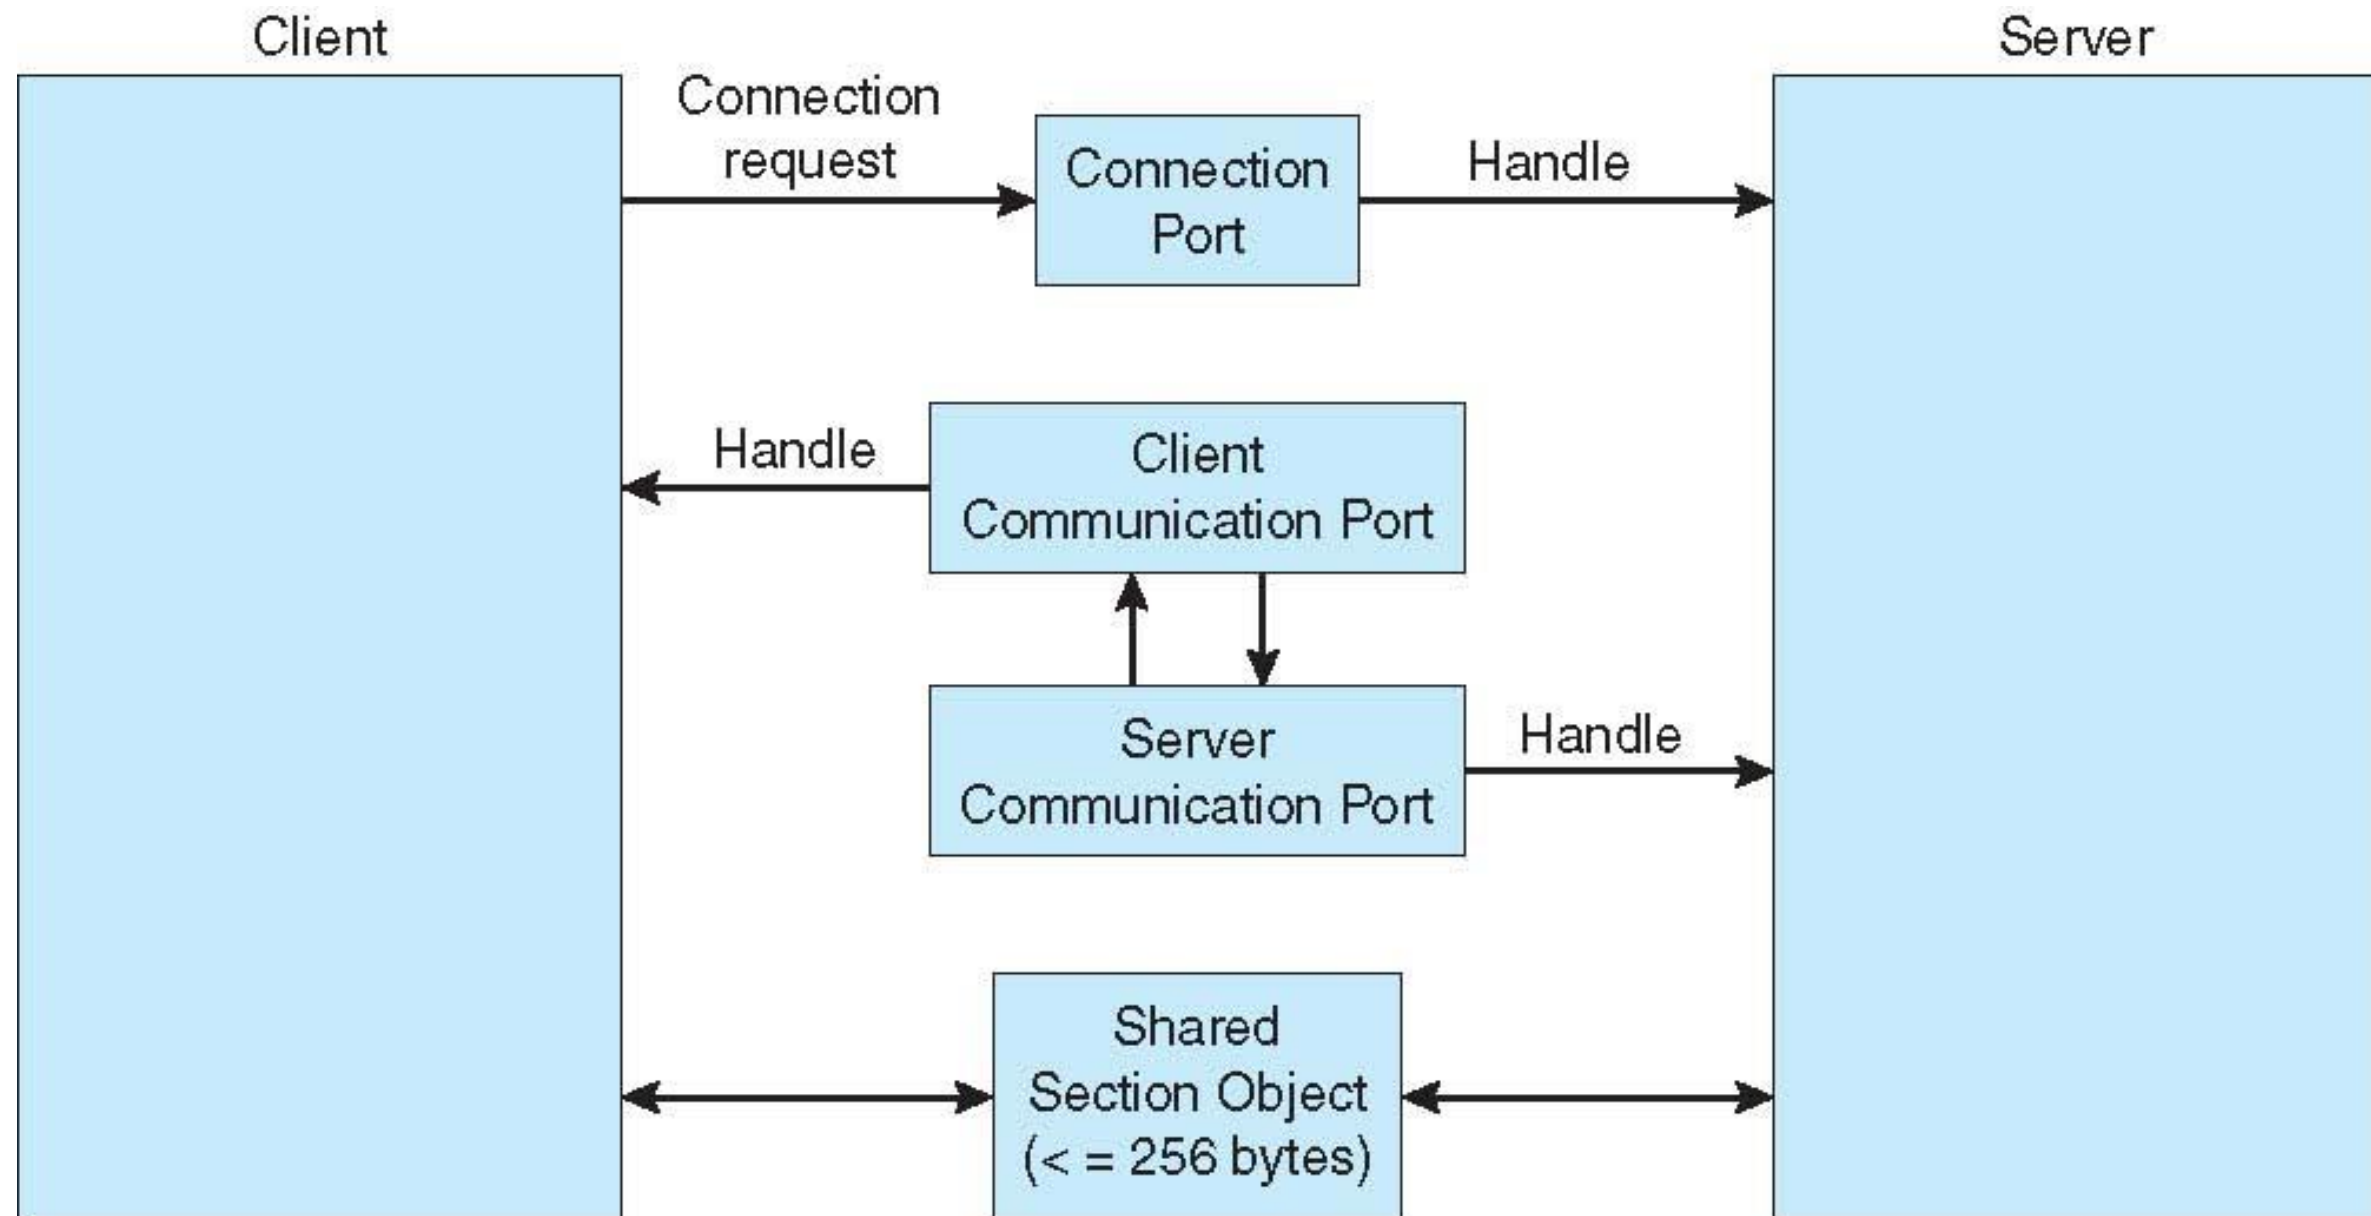 Client
Server
Connection
request
Connection
Port
Handle
Handle
Client
Communication Port
Server
Communication Port
Handle
Shared
Section Object
(< = 256 bytes)